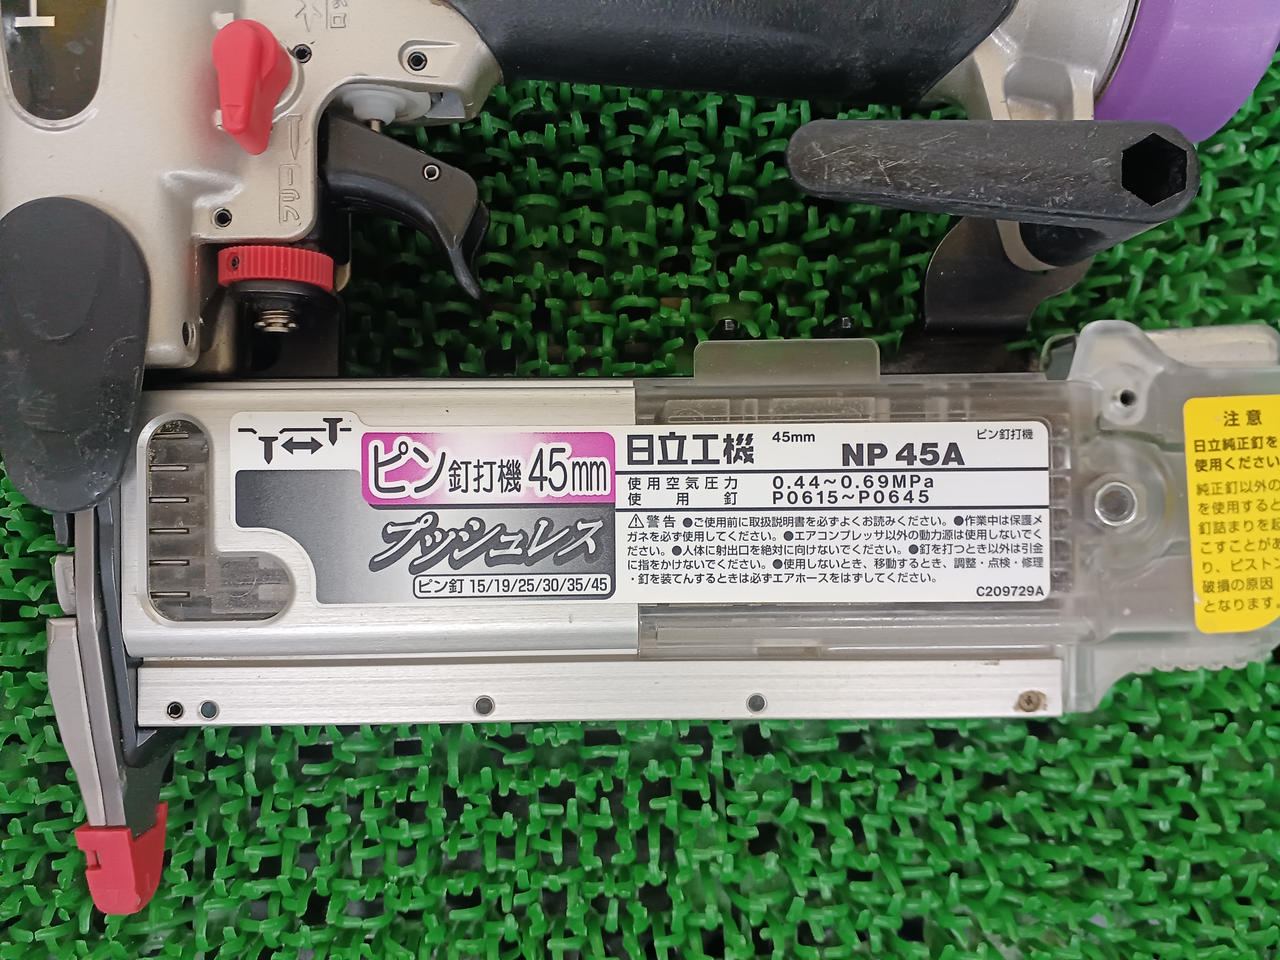 ロック
ピン釘打機 45mm
プッシュレス
ピン釘 15/19/25/30/35/45
日立工機 45mm NP 45A ピン釘打機
使用空気圧力 0.44～0.69MPa
使用釘 P0615～P0645
⚠警告 ●ご使用前に取扱説明書を必ずよくお読みください。●作業中は保護メ
ガネを必ず使用してください。●エアコンプレッサ以外の動力源は使用しないでく
ださい。●人体に射出口を絶対に向けないでください。●釘を打つとき以外は引金
に指をかけないでください。●使用しないとき、移動するとき、調整・点検・修理
・釘を装てんするときは必ずエアホースをはずしてください。
C209729A
注意
日立純正釘を
使用ください
純正釘以外の
を使用すると
釘詰まりを起
こすことがあ
り、ピストン
破損の原因
となります。